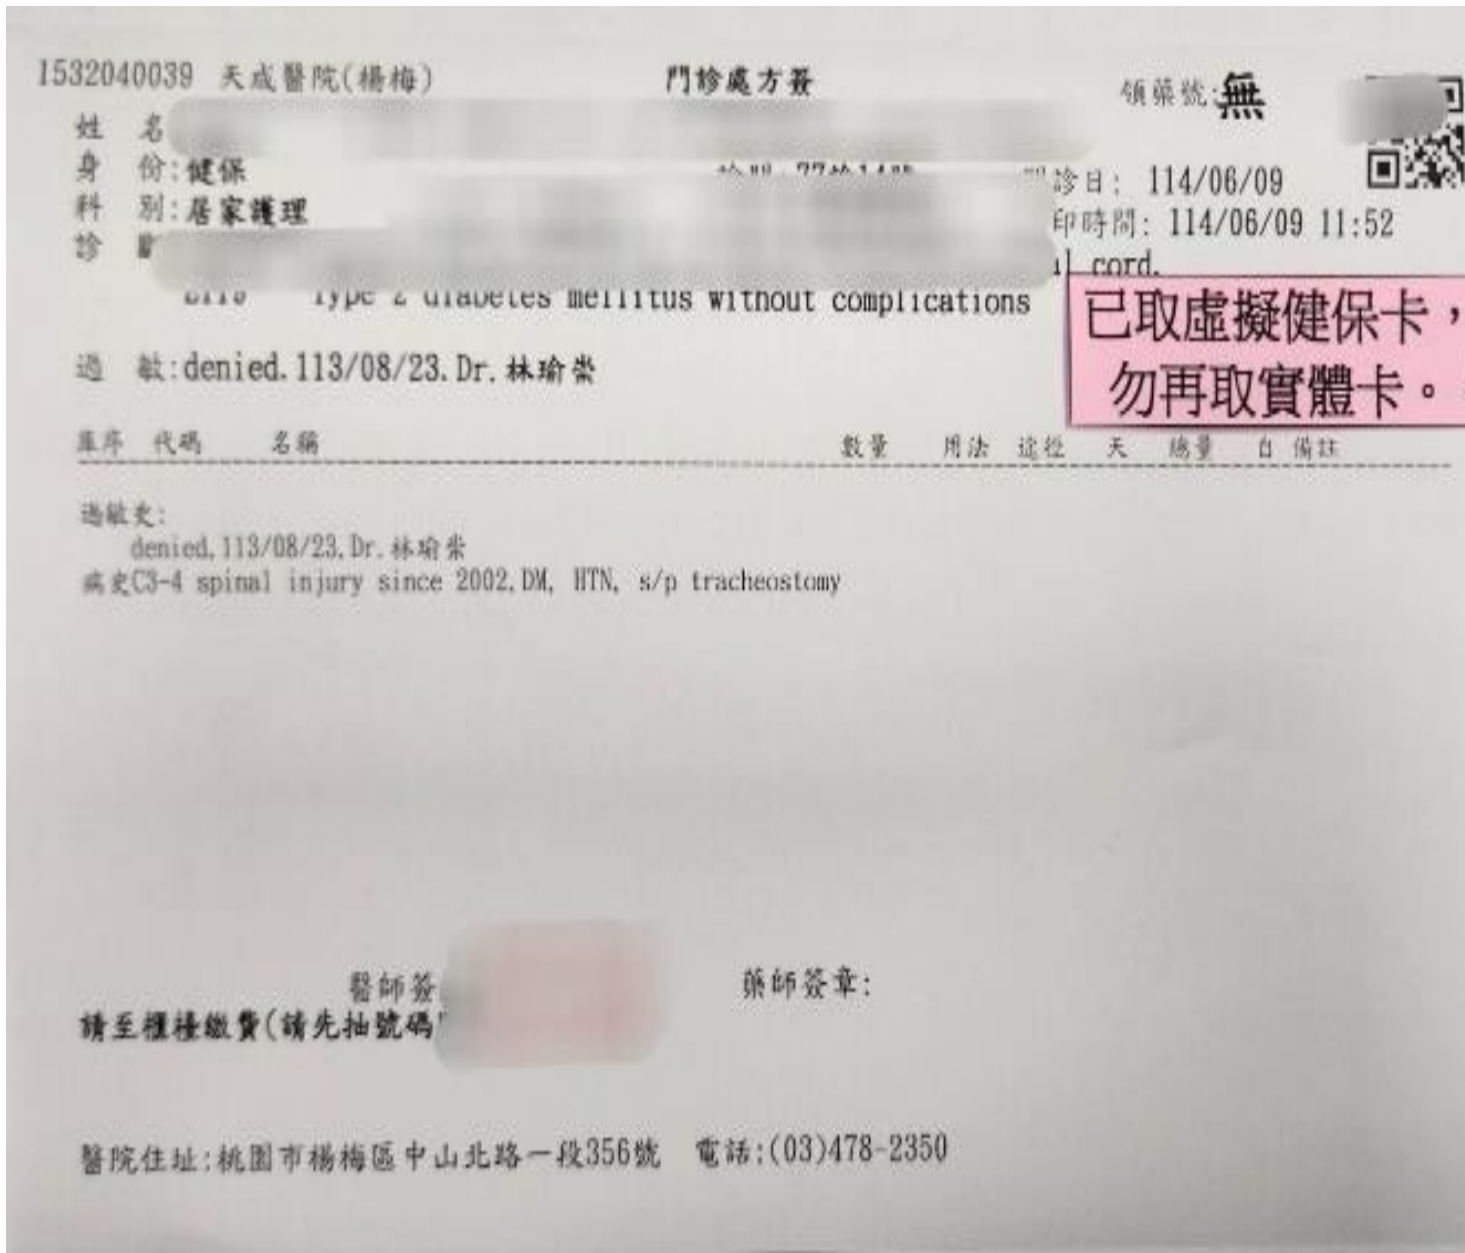 1532040039 天成醫院(楊梅) 門診處方簽 領藥號:無
姓 名
身 份:健保
科 別:居家護理 診日: 114/06/09
診 印時間: 114/06/09 11:52
cord.
Type 2 diabetes mellitus without complications
已取虛擬健保卡，
勿再取實體卡。
過 敏:denied.113/08/23.Dr.林瑜崇
庫序 代碼 名稱 數量 用法 途徑 天 總量 自 備註
過敏史:
denied,113/08/23,Dr.林瑜崇
病史C3-4 spinal injury since 2002,DM, HTN, s/p tracheostomy
醫師簽 藥師簽章:
請至櫃檯繳費(請先抽號碼
醫院住址:桃園市楊梅區中山北路一段356號 電話:(03)478-2350